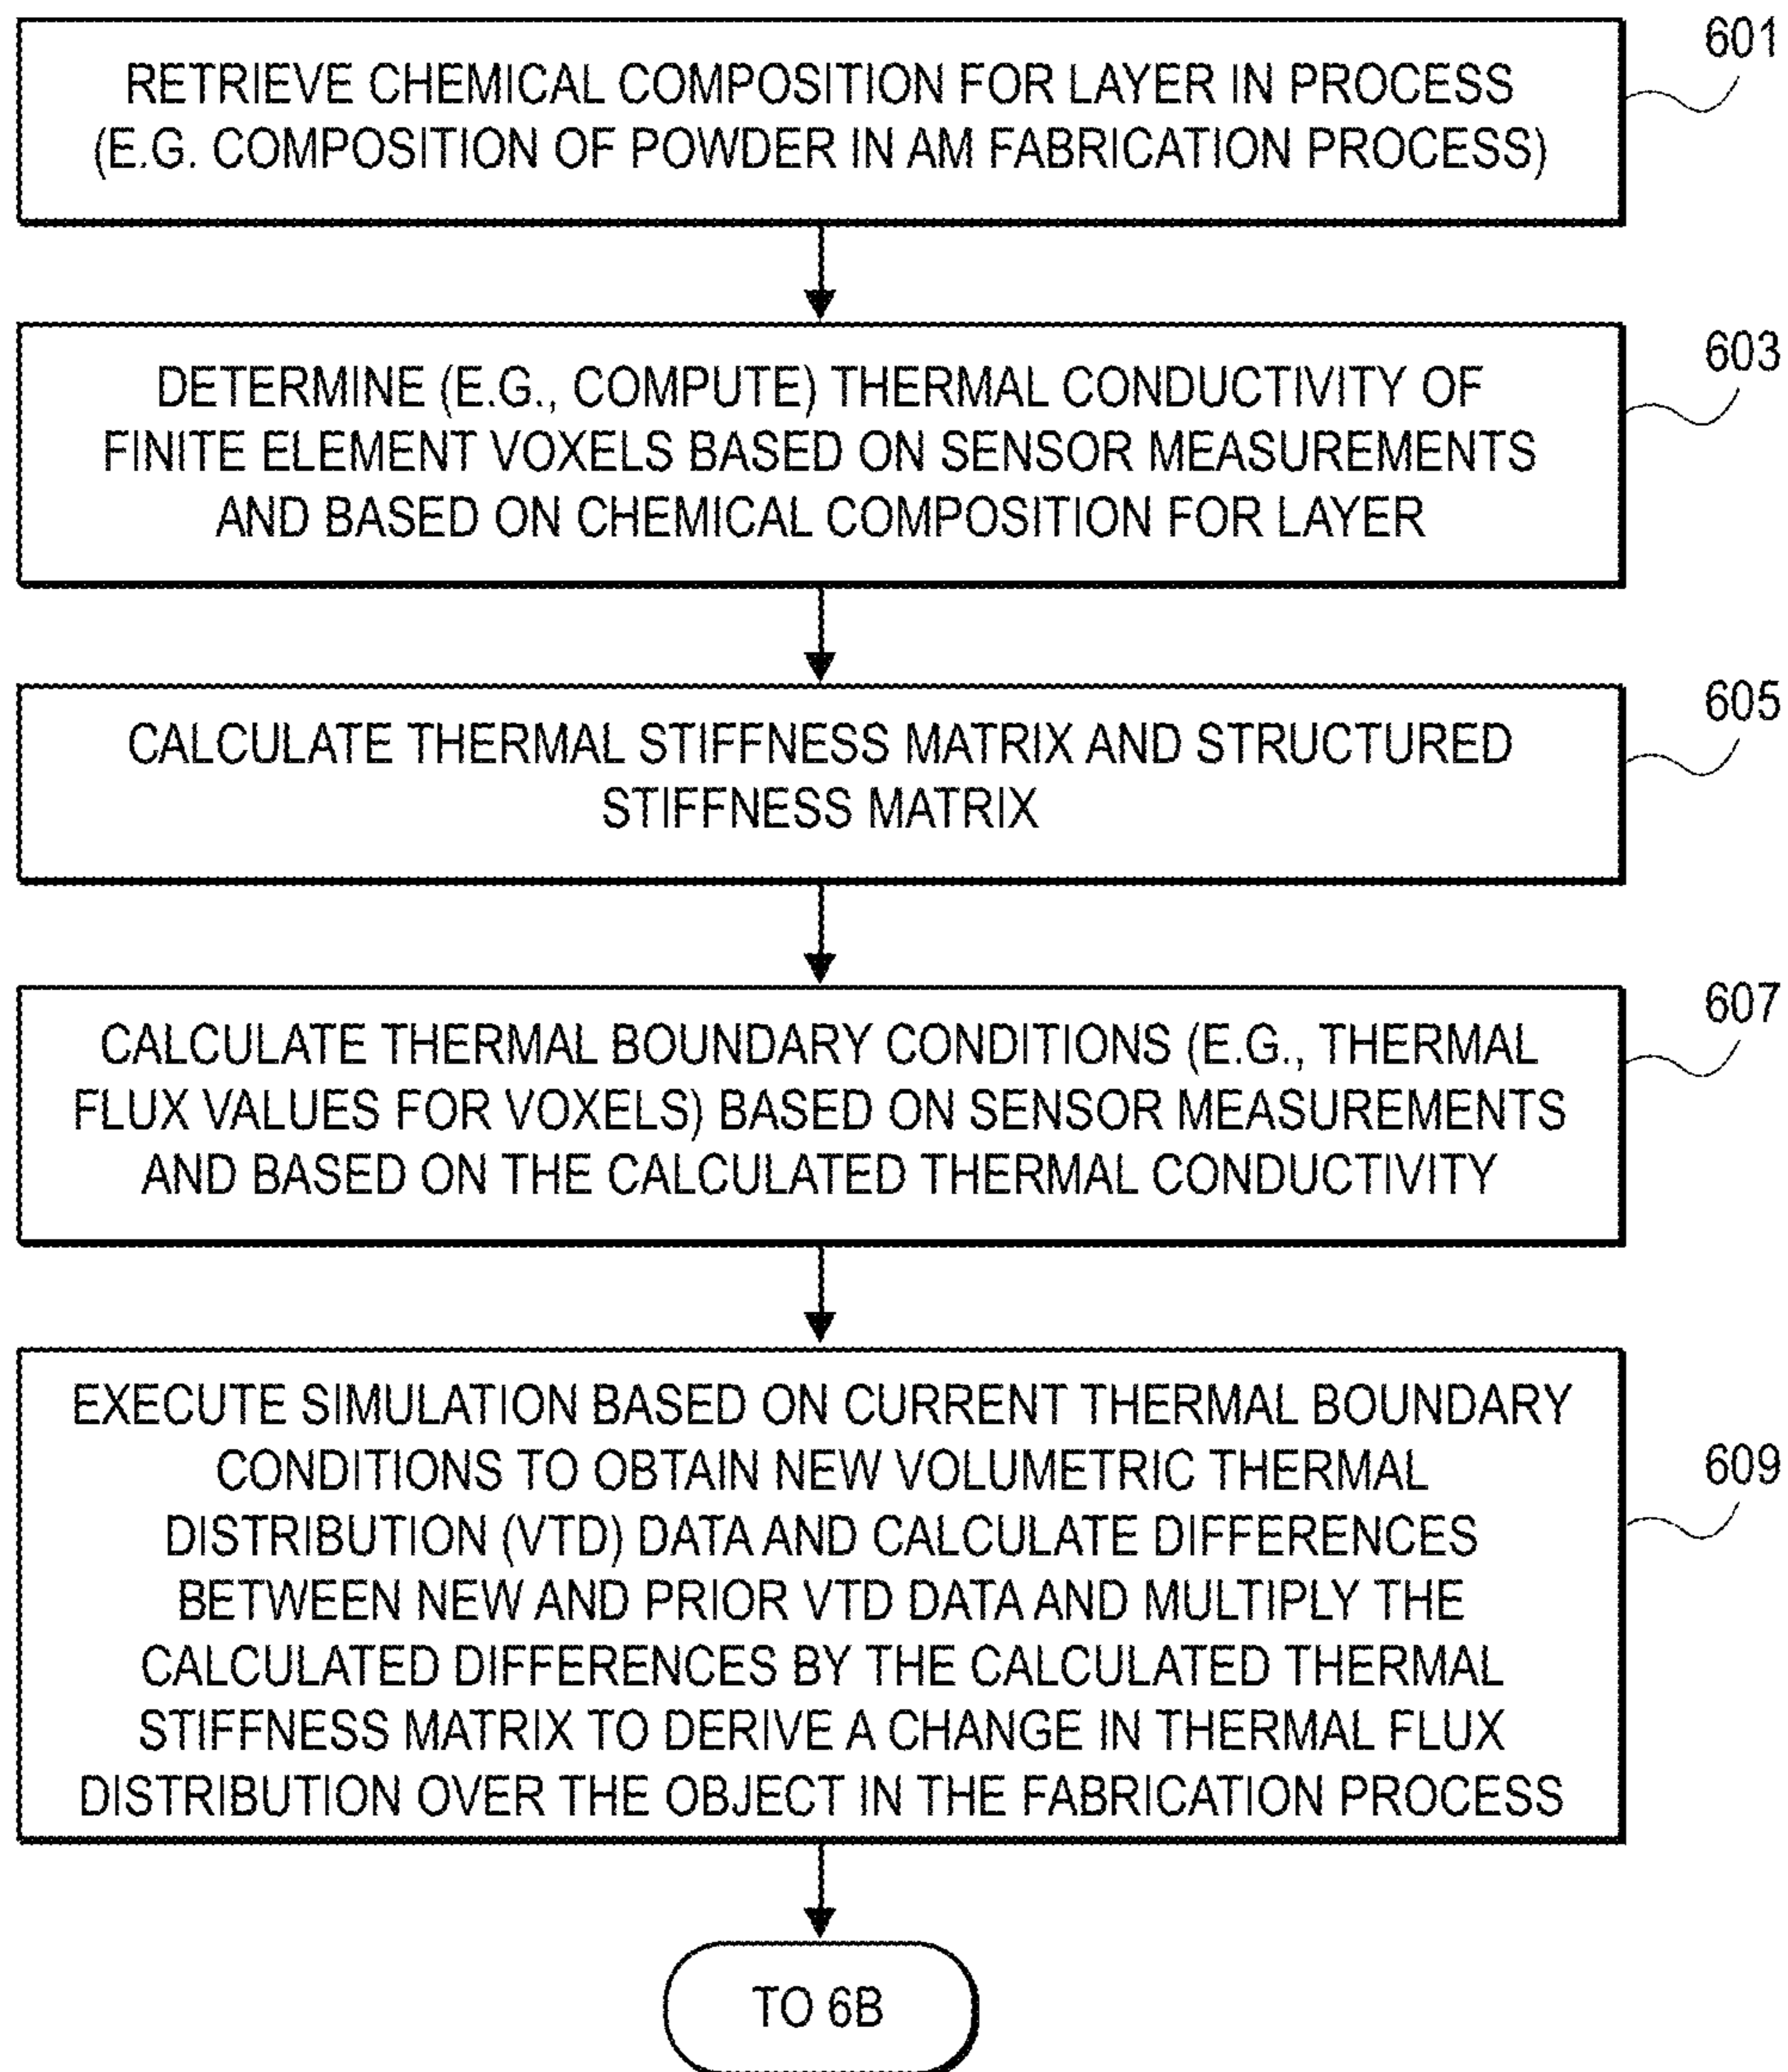 601
RETRIEVE CHEMICAL COMPOSITION FOR LAYER IN PROCESS
(E.G. COMPOSITION OF POWDER IN AM FABRICATION PROCESS)
603
DETERMINE (E.G., COMPUTE) THERMAL CONDUCTIVITY OF
FINITE ELEMENT VOXELS BASED ON SENSOR MEASUREMENTS
AND BASED ON CHEMICAL COMPOSITION FOR LAYER
605
CALCULATE THERMAL STIFFNESS MATRIX AND STRUCTURED
STIFFNESS MATRIX
607
CALCULATE THERMAL BOUNDARY CONDITIONS (E.G., THERMAL
FLUX VALUES FOR VOXELS) BASED ON SENSOR MEASUREMENTS
AND BASED ON THE CALCULATED THERMAL CONDUCTIVITY
609
EXECUTE SIMULATION BASED ON CURRENT THERMAL BOUNDARY
CONDITIONS TO OBTAIN NEW VOLUMETRIC THERMAL
DISTRIBUTION (VTD) DATA AND CALCULATE DIFFERENCES
BETWEEN NEW AND PRIOR VTD DATA AND MULTIPLY THE
CALCULATED DIFFERENCES BY THE CALCULATED THERMAL
STIFFNESS MATRIX TO DERIVE A CHANGE IN THERMAL FLUX
DISTRIBUTION OVER THE OBJECT IN THE FABRICATION PROCESS
TO 6B